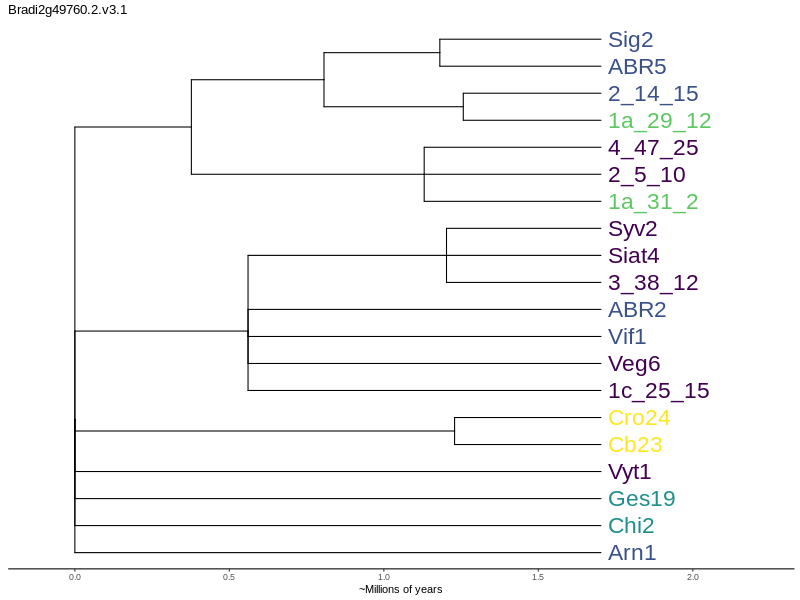 Bradi2g49760.2.v3.1
Sig2
ABR5
2_14_15
1a_29_12
4_47_25
2_5_10
1a_31_2
Syv2
Siat4
3_38_12
ABR2
Vif1
Veg6
1c_25_15
Cro24
Cb23
Vyt1
Ges19
Chi2
Arn1
0.0 0.5 1.0 1.5 2.0
~Millions of years